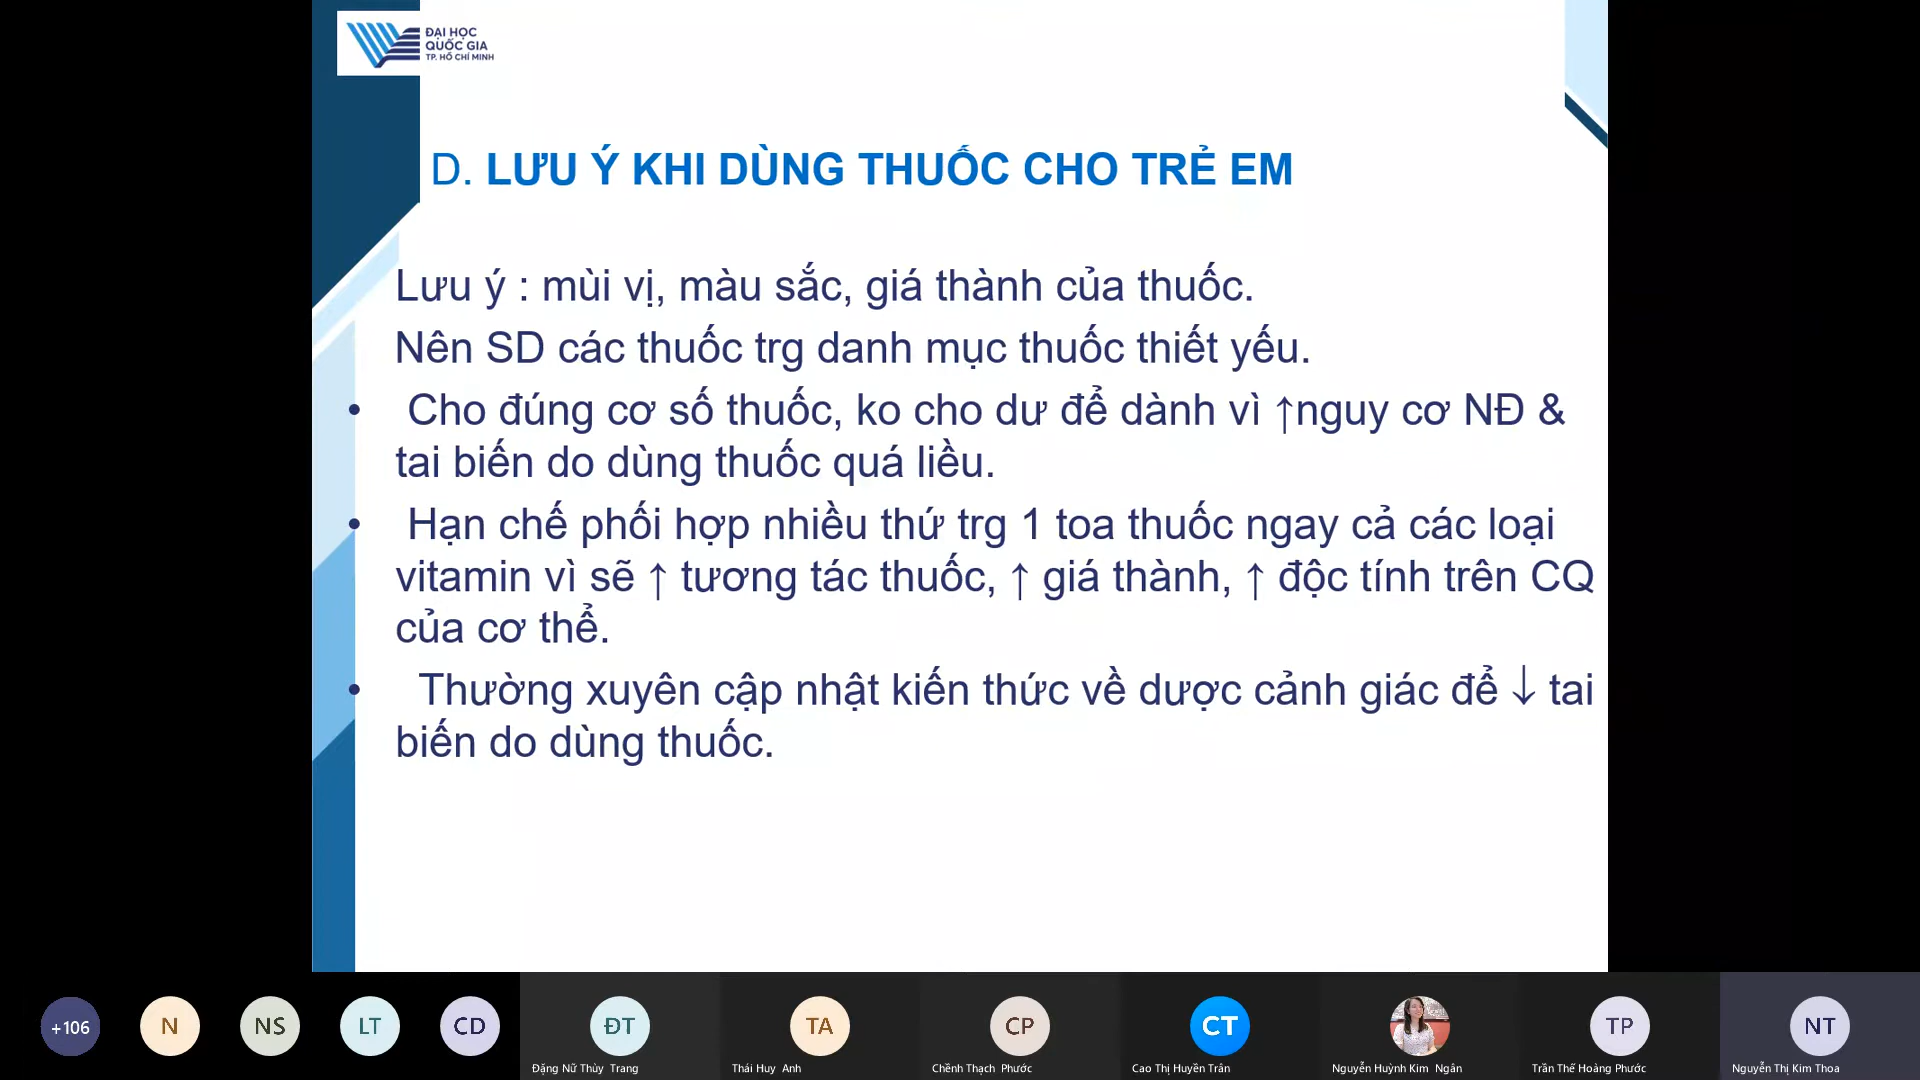 ĐẠI HỌC
QUỐC GIA
TP. HỒ CHÍ MINH
D. LƯU Ý KHI DÙNG THUỐC CHO TRẺ EM
Lưu ý : mùi vị, màu sắc, giá thành của thuốc.
Nên SD các thuốc trg danh mục thuốc thiết yếu.
• Cho đúng cơ số thuốc, ko cho dư để dành vì ↑nguy cơ NĐ &
tai biến do dùng thuốc quá liều.
• Hạn chế phối hợp nhiều thứ trg 1 toa thuốc ngay cả các loại
vitamin vì sẽ ↑ tương tác thuốc, ↑ giá thành, ↑ độc tính trên CQ
của cơ thể.
• Thường xuyên cập nhật kiến thức về dược cảnh giác để ↓ tai
biến do dùng thuốc.
+106
N
NS
LT
CD
ĐT
TA
CP
CT
TP
NT
Đặng Nữ Thùy Trang
Thái Huy Anh
Chềnh Thạch Phước
Cao Thị Huyền Trân
Nguyễn Huỳnh Kim Ngân
Trần Thế Hoàng Phước
Nguyễn Thị Kim Thoa